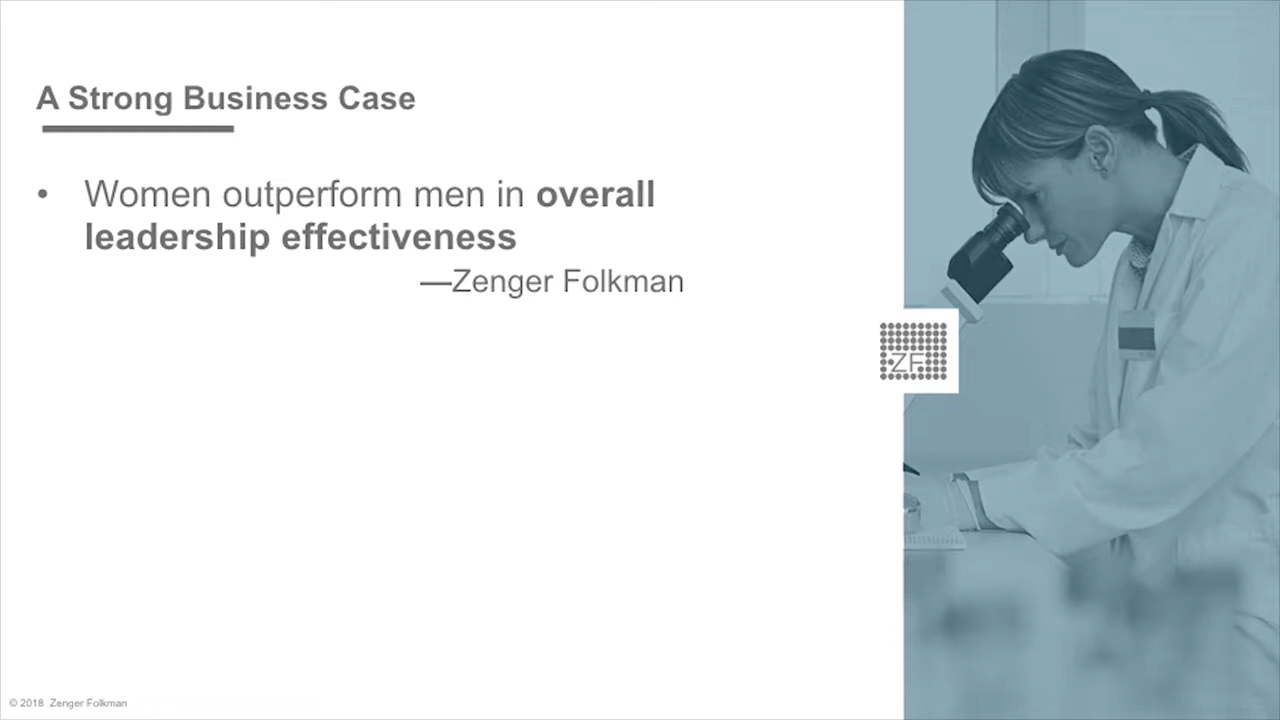 A Strong Business Case
• Women outperform men in overall
leadership effectiveness
—Zenger Folkman
ZF
© 2018 Zenger Folkman